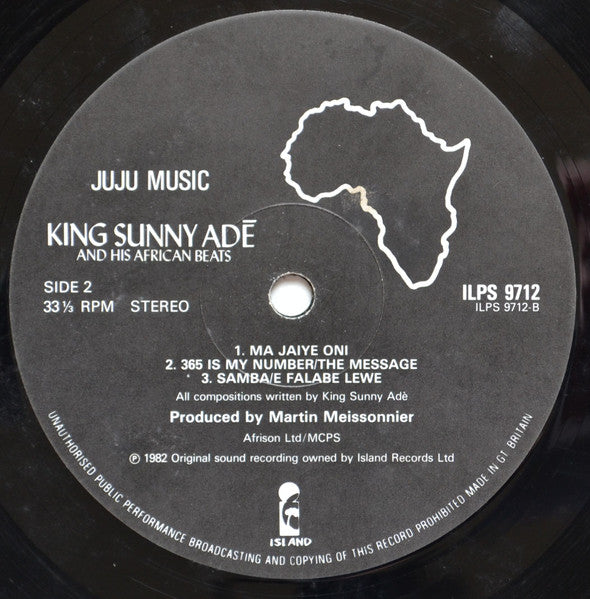 JUJU MUSIC
KING SUNNY ADĒ
AND HIS AFRICAN BEATS
SIDE 2
33⅓ RPM STEREO
ILPS 9712
ILPS 9712-B
1. MA JAIYE ONI
2. 365 IS MY NUMBER/THE MESSAGE
3. SAMBA/E FALABE LEWE
All compositions written by King Sunny Adè
Produced by Martin Meissonnier
Afrison Ltd/MCPS
℗ 1982 Original sound recording owned by Island Records Ltd
ISLAND
UNAUTHORISED PUBLIC PERFORMANCE BROADCASTING AND COPYING OF THIS RECORD PROHIBITED MADE IN GT BRITAIN